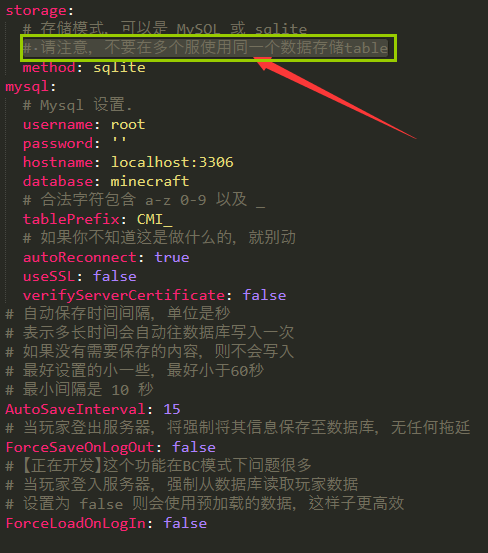 storage:
# 存储模式，可以是 MySQL 或 sqlite
# 请注意，不要在多个服使用同一个数据存储table
method: sqlite
mysql:
# Mysql 设置.
username: root
password: ''
hostname: localhost:3306
database: minecraft
# 合法字符包含 a-z 0-9 以及 _
tablePrefix: CMI_
# 如果你不知道这是做什么的，就别动
autoReconnect: true
useSSL: false
verifyServerCertificate: false
# 自动保存时间间隔，单位是秒
# 表示多长时间会自动往数据库写入一次
# 如果没有需要保存的内容，则不会写入
# 最好设置的小一些，最好小于60秒
# 最小间隔是 10 秒
AutoSaveInterval: 15
# 当玩家登出服务器，将强制将其信息保存至数据库，无任何拖延
ForceSaveOnLogOut: false
#【正在开发】这个功能在BC模式下问题很多
# 当玩家登入服务器，强制从数据库读取玩家数据
# 设置为 false 则会使用预加载的数据，这样子更高效
ForceLoadOnLogIn: false